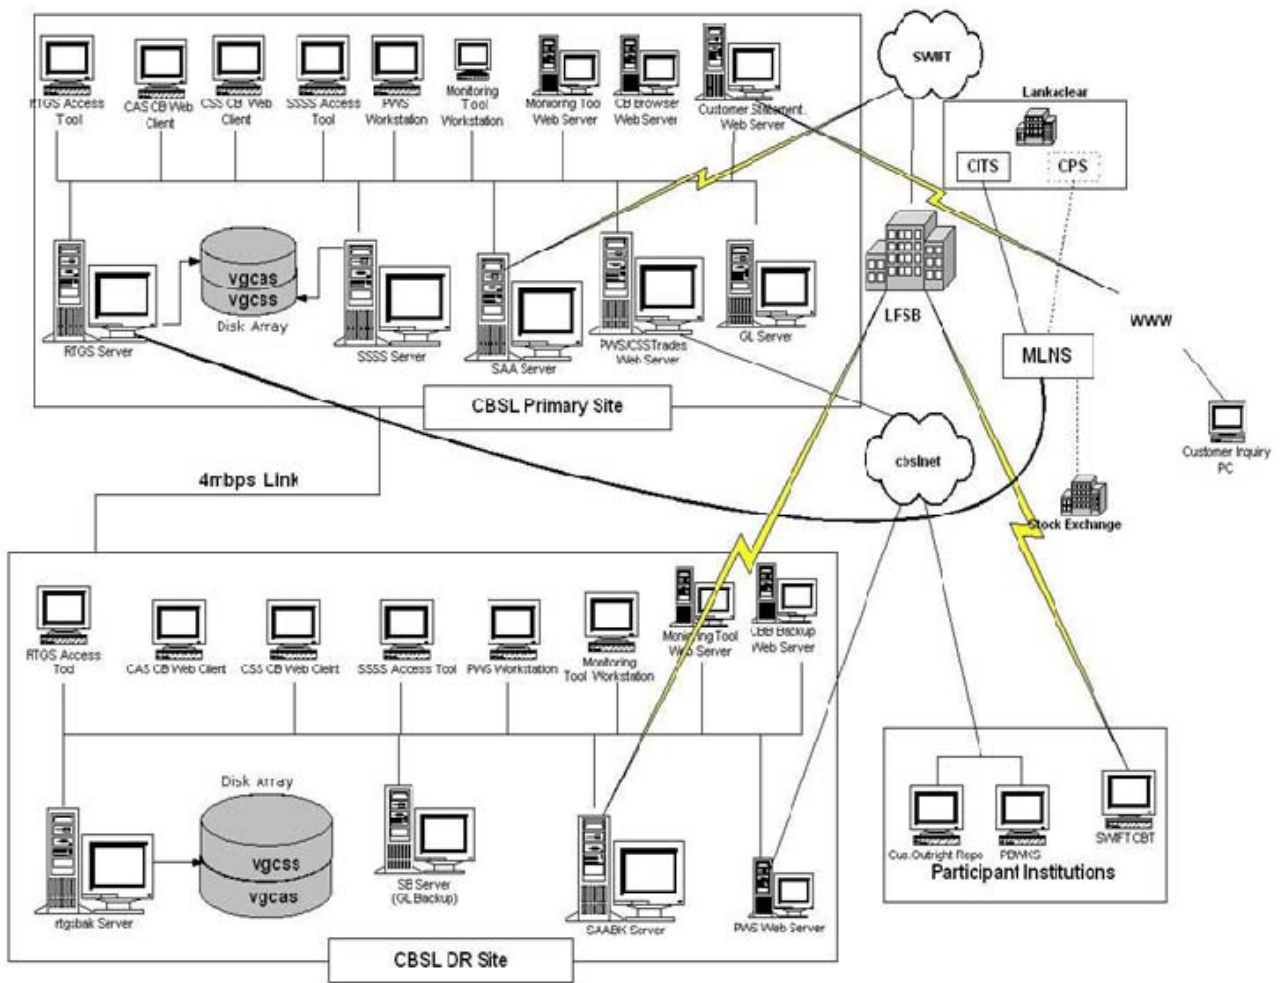 SWIFT
Lankaclear
RTGS Access
Tool
CAS CB Web
Client
CSS CB Web
Client
SSSS Access
Tool
PWS
Workstation
Monitoring
Tool
Workstation
Monitoring Tool
Web Server
CB Browser
Web Server
Customer Statement.
Web Server
CITS
CPS
vgcas
vgcss
Disk Array
RTGS Server
SSSS Server
SAA Server
PWS/CSSTrades
Web Server
GL Server
LFSB
WWW
MLNS
CBSL Primary Site
cbslnet
Customer Inquiry
PC
4mbps Link
Stock Exchange
RTGS Access
Tool
CAS CB Web Client
CSS CB Web Cleint
SSSS Access Tool
PWS Workstation
Monitoring
Tool Workstation
Monitoring Tool
Web Server
CBB Backup
Web Server
Disk Array
vgcss
vgcas
rtgsbak Server
SB Server
(GL Backup)
SAABK Server
PWS Web Server
Cus.Outright Repo
SWIFT CBT
Participant Institutions
CBSL DR Site